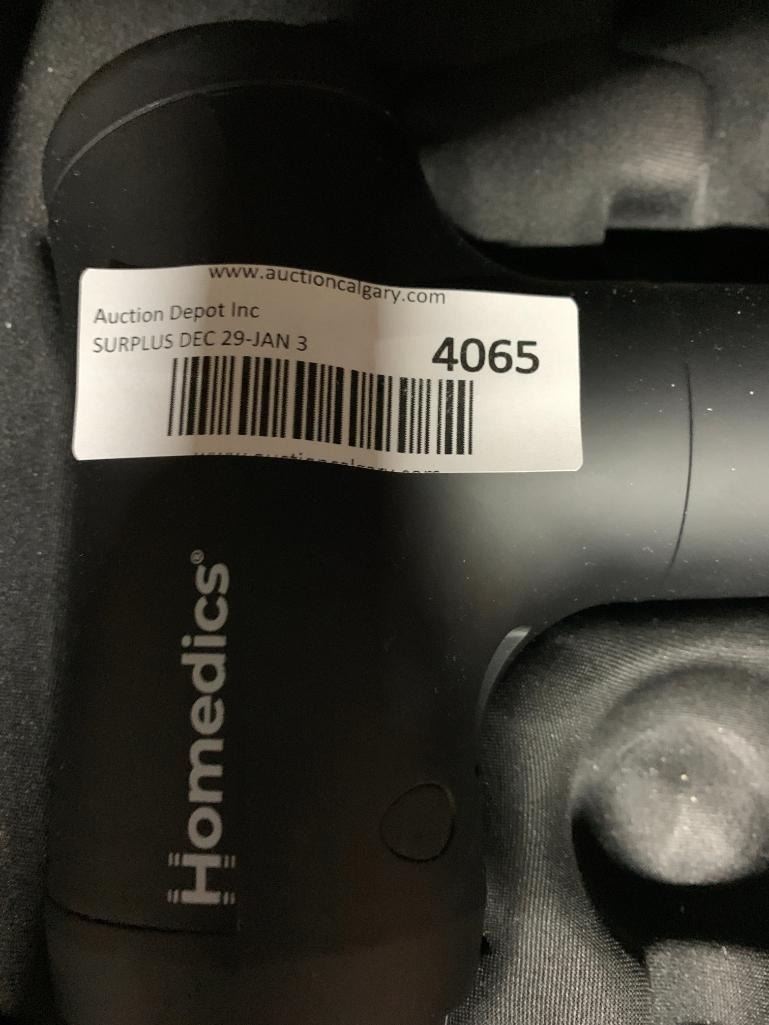 www.auctioncalgary.com
Auction Depot Inc
SURPLUS DEC 29-JAN 3
4065
Homedics®